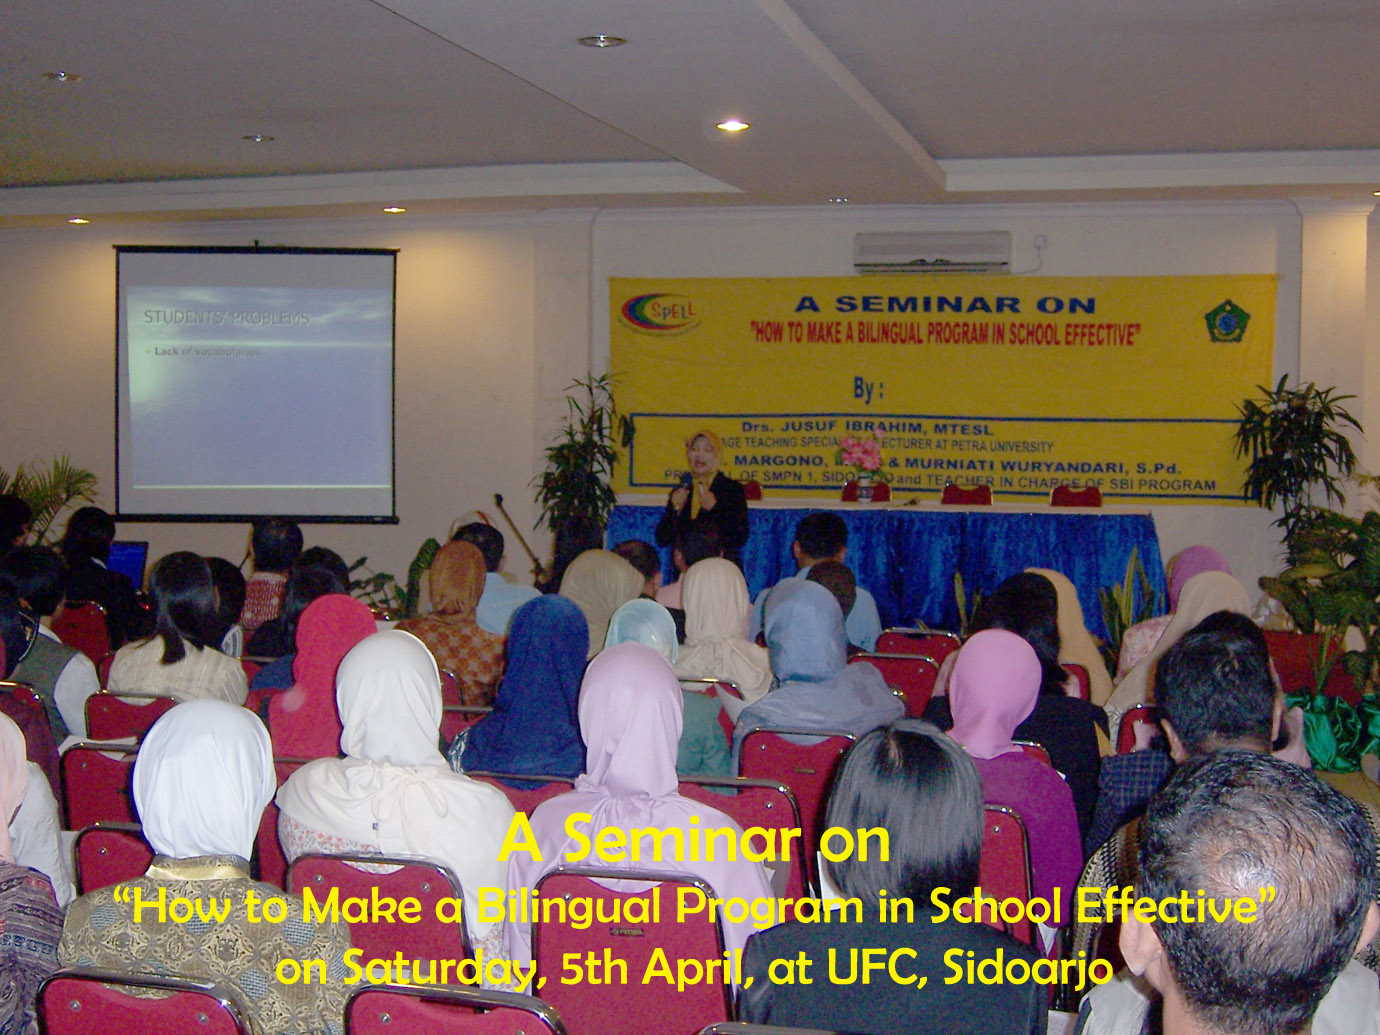 STUDENTS' PROBLEMS
Lack of vocabularies
SPELL
A SEMINAR ON
"HOW TO MAKE A BILINGUAL PROGRAM IN SCHOOL EFFECTIVE"
By :
Drs. JUSUF IBRAHIM, MTESL
TEACHING LECTURER AT PETRA UNIVERSITY
MARGONO, & MURNIATI WURYANDARI, S.Pd.
OF SMPN 1, and TEACHER IN CHARGE OF SBI PROGRAM
A Seminar on
“How to Make a Bilingual Program in School Effective”
on Saturday, 5th April, at UFC, Sidoarjo